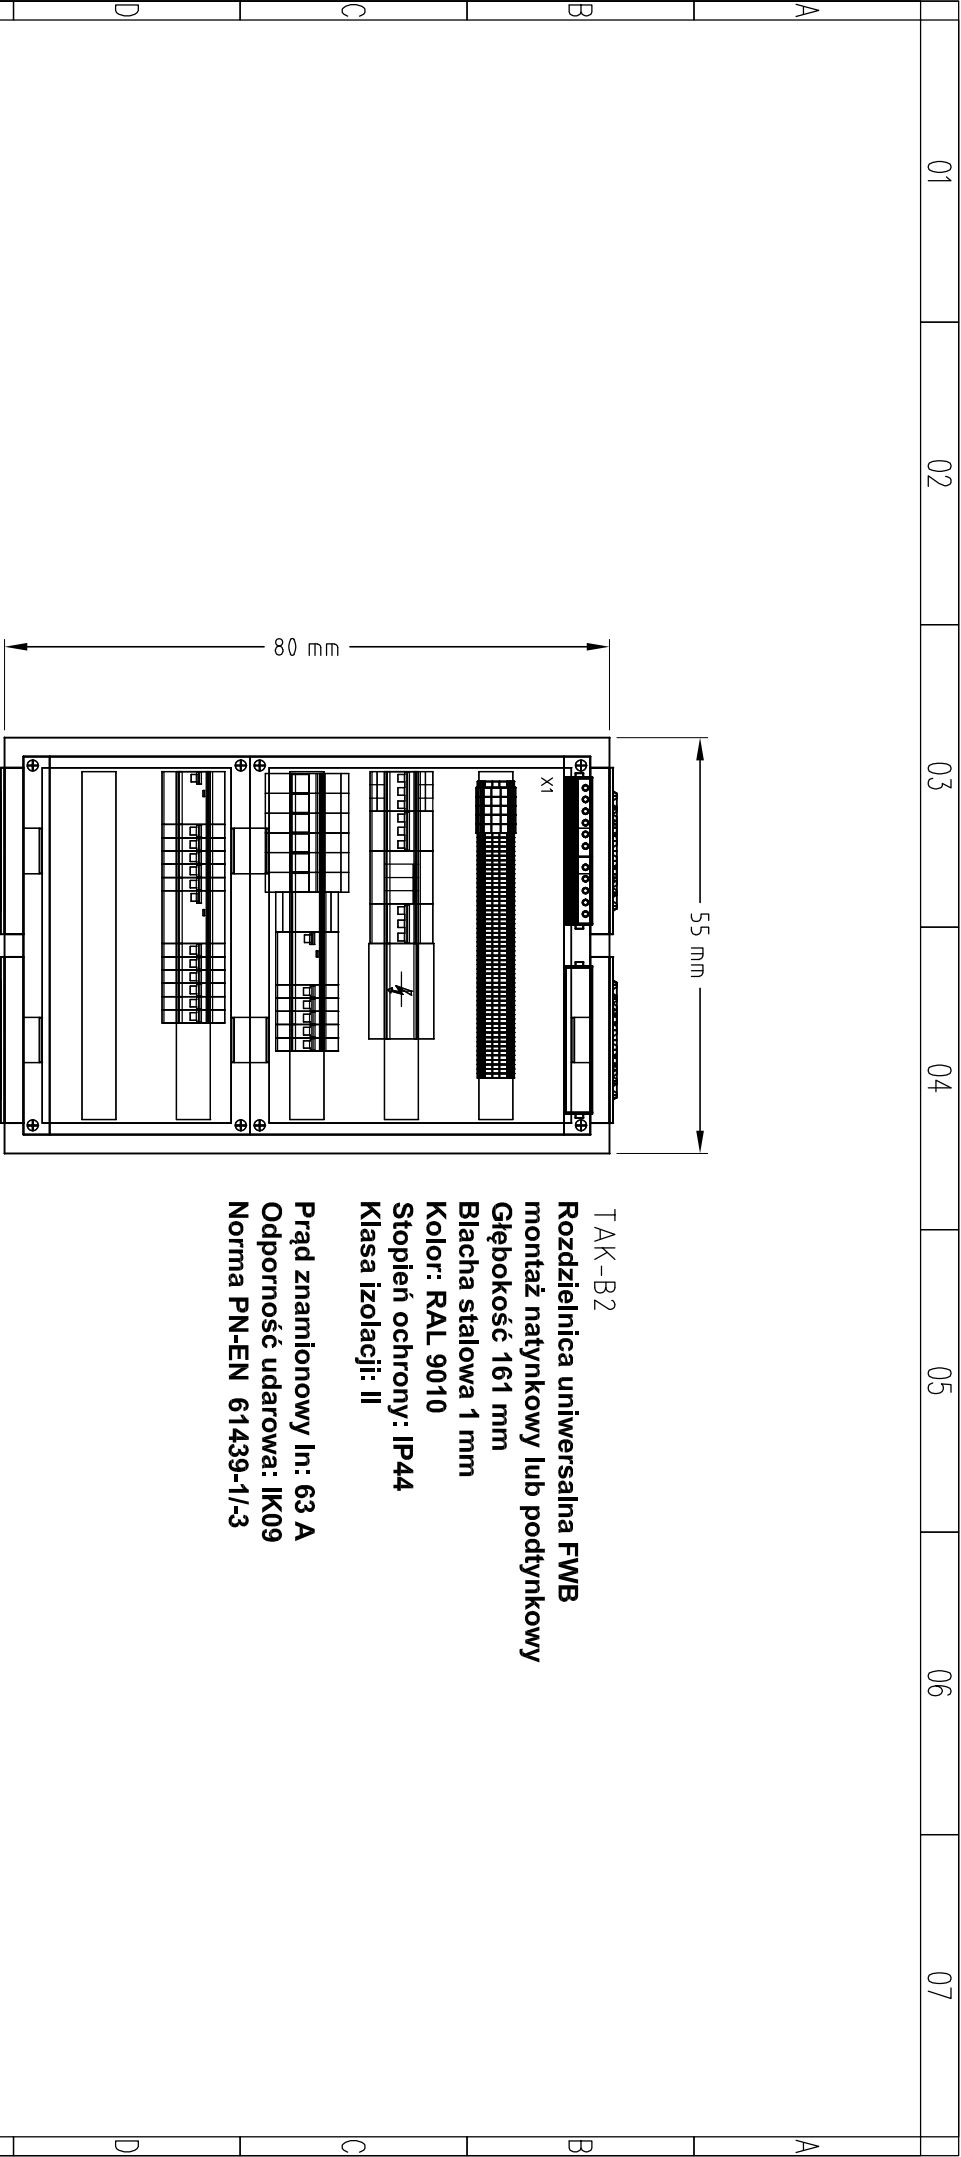 01
02
03
04
05
06
07
A
B
C
D
A
B
C
D
55 mm
80 mm
X1
TAK-B2
Rozdzielnica uniwersalna FWB
montaż natynkowy lub podtynkowy
Głębokość 161 mm
Blacha stalowa 1 mm
Kolor: RAL 9010
Stopień ochrony: IP44
Klasa izolacji: II
Prąd znamionowy In: 63 A
Odporność udarowa: IK09
Norma PN-EN 61439-1/-3